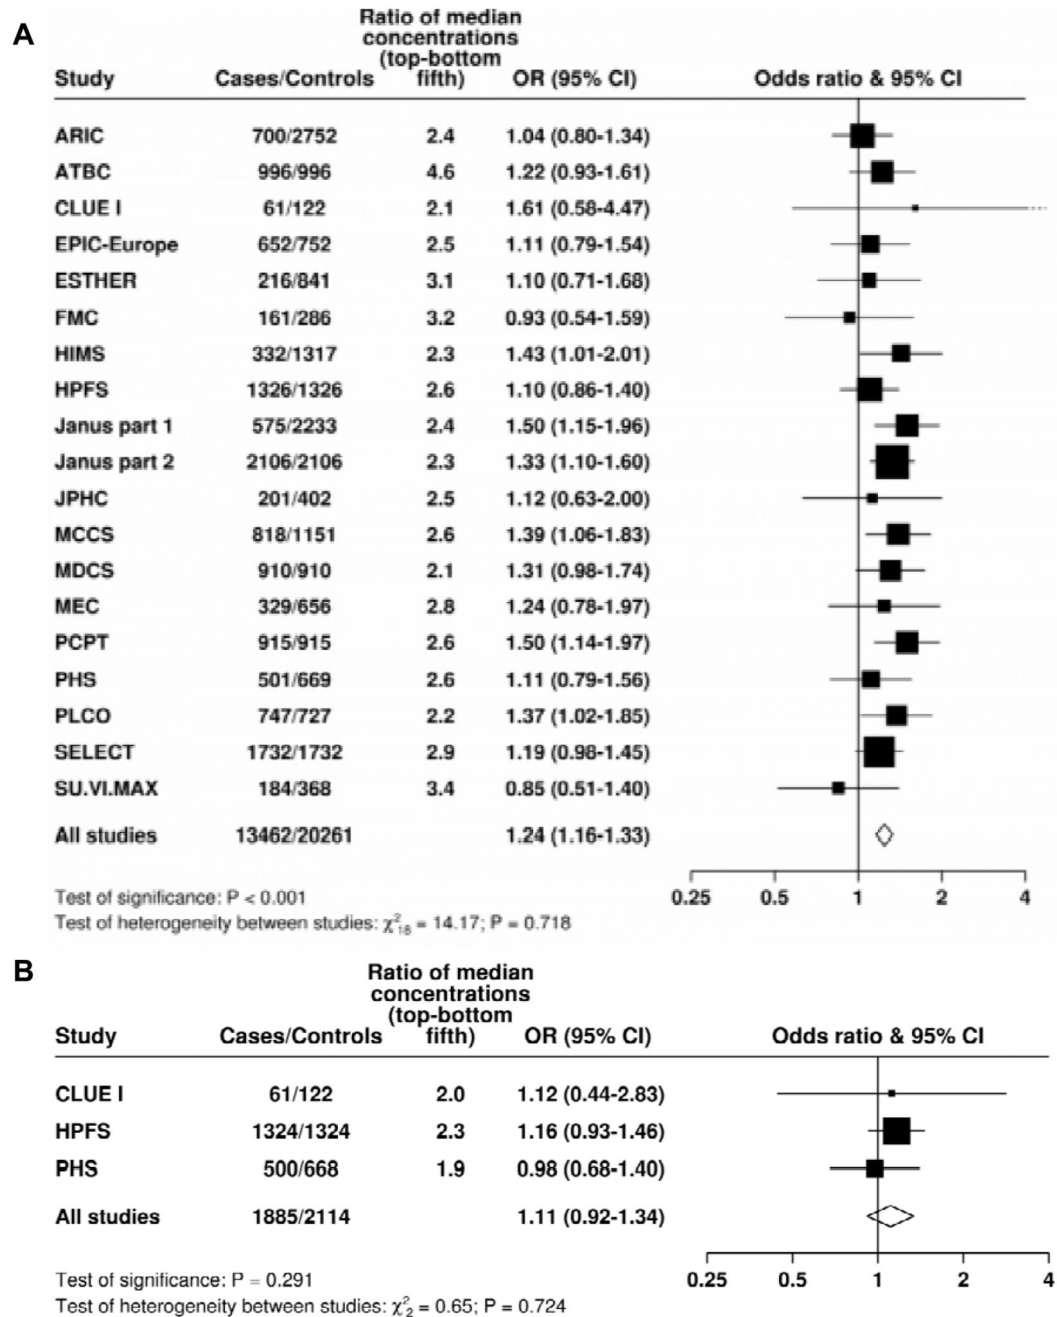 A
Ratio of median
concentrations
(top-bottom
Study Cases/Controls fifth) OR (95% CI) Odds ratio & 95% CI
ARIC 700/2752 2.4 1.04 (0.80-1.34)
ATBC 996/996 4.6 1.22 (0.93-1.61)
CLUE I 61/122 2.1 1.61 (0.58-4.47)
EPIC-Europe 652/752 2.5 1.11 (0.79-1.54)
ESTHER 216/841 3.1 1.10 (0.71-1.68)
FMC 161/286 3.2 0.93 (0.54-1.59)
HIMS 332/1317 2.3 1.43 (1.01-2.01)
HPFS 1326/1326 2.6 1.10 (0.86-1.40)
Janus part 1 575/2233 2.4 1.50 (1.15-1.96)
Janus part 2 2106/2106 2.3 1.33 (1.10-1.60)
JPHC 201/402 2.5 1.12 (0.63-2.00)
MCCS 818/1151 2.6 1.39 (1.06-1.83)
MDCS 910/910 2.1 1.31 (0.98-1.74)
MEC 329/656 2.8 1.24 (0.78-1.97)
PCPT 915/915 2.6 1.50 (1.14-1.97)
PHS 501/669 2.6 1.11 (0.79-1.56)
PLCO 747/727 2.2 1.37 (1.02-1.85)
SELECT 1732/1732 2.9 1.19 (0.98-1.45)
SU.VI.MAX 184/368 3.4 0.85 (0.51-1.40)
All studies 13462/20261 1.24 (1.16-1.33)
0.25 0.5 1 2 4
Test of significance: P < 0.001
Test of heterogeneity between studies: χ²₁₈ = 14.17; P = 0.718
B
Ratio of median
concentrations
(top-bottom
Study Cases/Controls fifth) OR (95% CI) Odds ratio & 95% CI
CLUE I 61/122 2.0 1.12 (0.44-2.83)
HPFS 1324/1324 2.3 1.16 (0.93-1.46)
PHS 500/668 1.9 0.98 (0.68-1.40)
All studies 1885/2114 1.11 (0.92-1.34)
0.25 0.5 1 2 4
Test of significance: P = 0.291
Test of heterogeneity between studies: χ²₂ = 0.65; P = 0.724